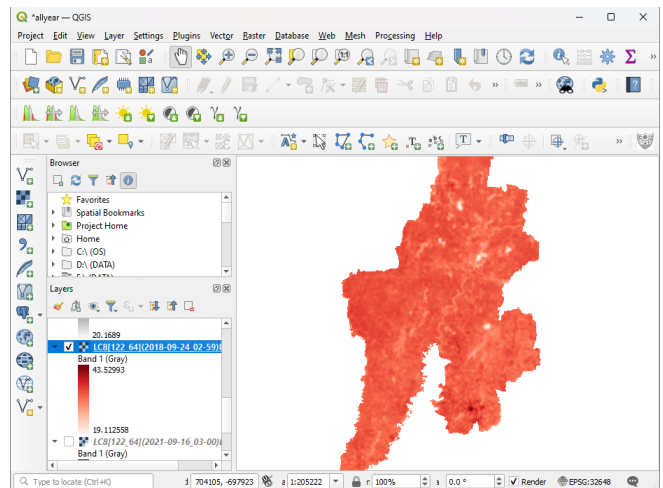 *allyear — QGIS
Project Edit View Layer Settings Plugins Vector Raster Database Web Mesh Processing Help
Browser
Favorites
Spatial Bookmarks
Project Home
Home
C:\ (OS)
D:\ (DATA)
Layers
20.1689
LC8[122_64](2018-09-24_02-59)
Band 1 (Gray)
43.52993
19.112558
LC8[122_64](2021-09-16_03-00)
Band 1 (Gray)
Type to locate (Ctrl+K) 704105, -697923 1:205222 100% 0.0 ° Render EPSG:32648